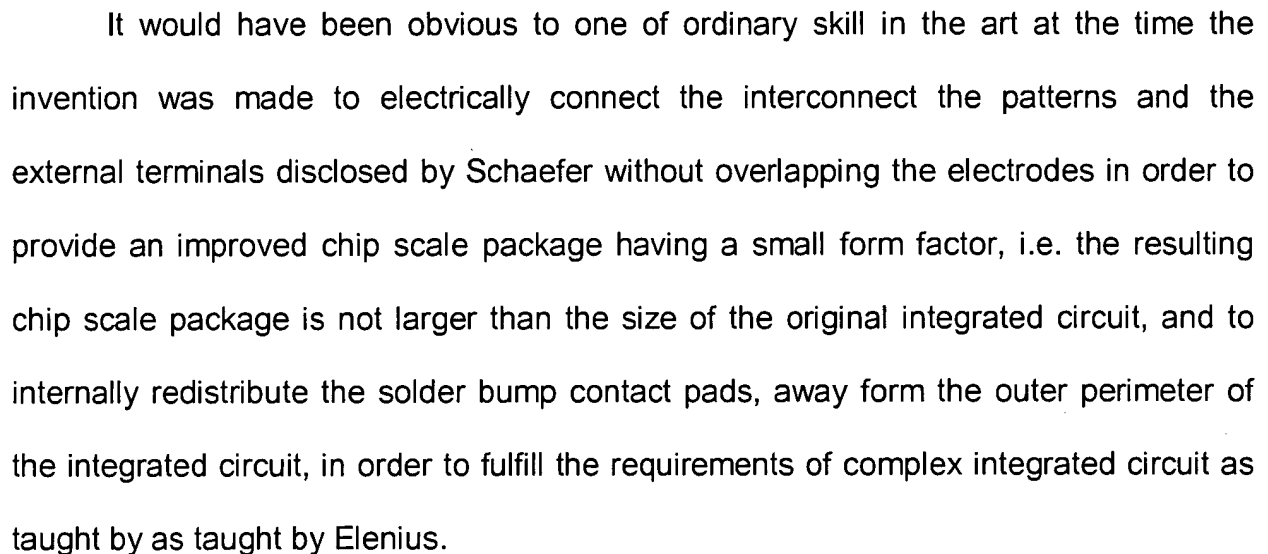 It would have been obvious to one of ordinary skill in the art at the time the
invention was made to electrically connect the interconnect the patterns and the
external terminals disclosed by Schaefer without overlapping the electrodes in order to
provide an improved chip scale package having a small form factor, i.e. the resulting
chip scale package is not larger than the size of the original integrated circuit, and to
internally redistribute the solder bump contact pads, away form the outer perimeter of
the integrated circuit, in order to fulfill the requirements of complex integrated circuit as
taught by as taught by Elenius.